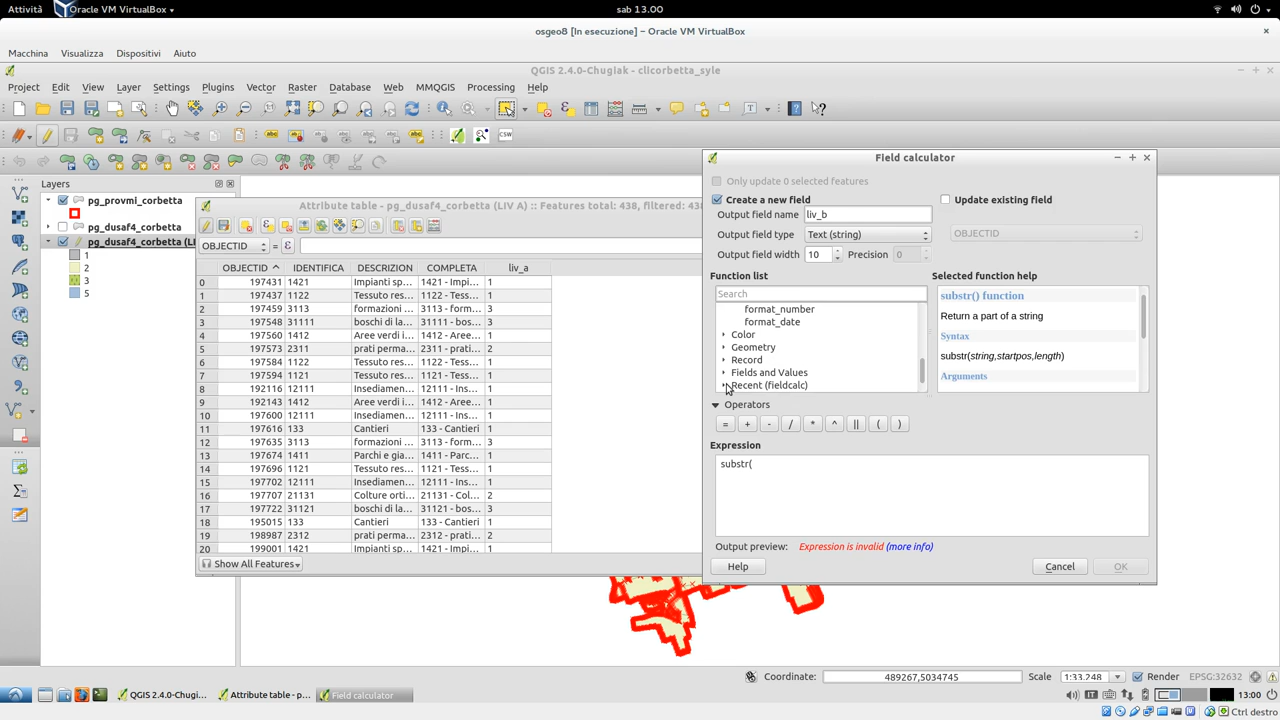 Attività Oracle VM VirtualBox sab 13.00
osgeo8 [In esecuzione] – Oracle VM VirtualBox
Macchina Visualizza Dispositivi Aiuto
QGIS 2.4.0-Chugiak - clicorbetta_syle
Project Edit View Layer Settings Plugins Vector Raster Database Web MMQGIS Processing Help
CSW
Layers
pg_provmi_corbetta
pg_dusaf4_corbetta
pg_dusaf4_corbetta (LI
1
2
3
5
Attribute table - pg_dusaf4_corbetta (LIV A) :: Features total: 438, filtered: 43
OBJECTID =
OBJECTID IDENTIFICA DESCRIZION COMPLETA liv_a
0 197431 1421 Impianti sp... 1421 - Impi... 1
1 197437 1122 Tessuto res... 1122 - Tess... 1
2 197459 3113 formazioni ... 3113 - form... 3
3 197548 31111 boschi di la... 31111 - bos... 3
4 197560 1412 Aree verdi i... 1412 - Aree... 1
5 197573 2311 prati perma... 2311 - prati... 2
6 197584 1122 Tessuto res... 1122 - Tess... 1
7 197594 1121 Tessuto res... 1121 - Tess... 1
8 192116 12111 Insediamen... 12111 - Ins... 1
9 192143 1412 Aree verdi i... 1412 - Aree... 1
10 197600 12111 Insediamen... 12111 - Ins... 1
11 197616 133 Cantieri 133 - Cantieri 1
12 197635 3113 formazioni ... 3113 - form... 3
13 197674 1411 Parchi e gia... 1411 - Parc... 1
14 197696 1121 Tessuto res... 1121 - Tess... 1
15 197702 12111 Insediamen... 12111 - Ins... 1
16 197707 21131 Colture orti... 21131 - Col... 2
17 197722 31121 boschi di la... 31121 - bos... 3
18 195015 133 Cantieri 133 - Cantieri 1
19 198987 2312 prati perma... 2312 - prati... 2
20 199001 1421 Impianti sp... 1421 - Impi... 1
Show All Features
Field calculator
Only update 0 selected features
Create a new field Update existing field
Output field name liv_b
Output field type Text (string) OBJECTID
Output field width 10 Precision 0
Function list Selected function help
Search
format_number
format_date
Color
Geometry
Record
Fields and Values
Recent (fieldcalc)
substr() function
Return a part of a string
Syntax
substr(string,startpos,length)
Arguments
Operators
= + - / * ^ || ( )
Expression
substr(
Output preview: Expression is invalid (more info)
Help Cancel OK
Coordinate: 489267,5034745 Scale 1:33.248 Render EPSG:32632
QGIS 2.4.0-Chugi... Attribute table - p... Field calculator 13:00
Ctrl destro